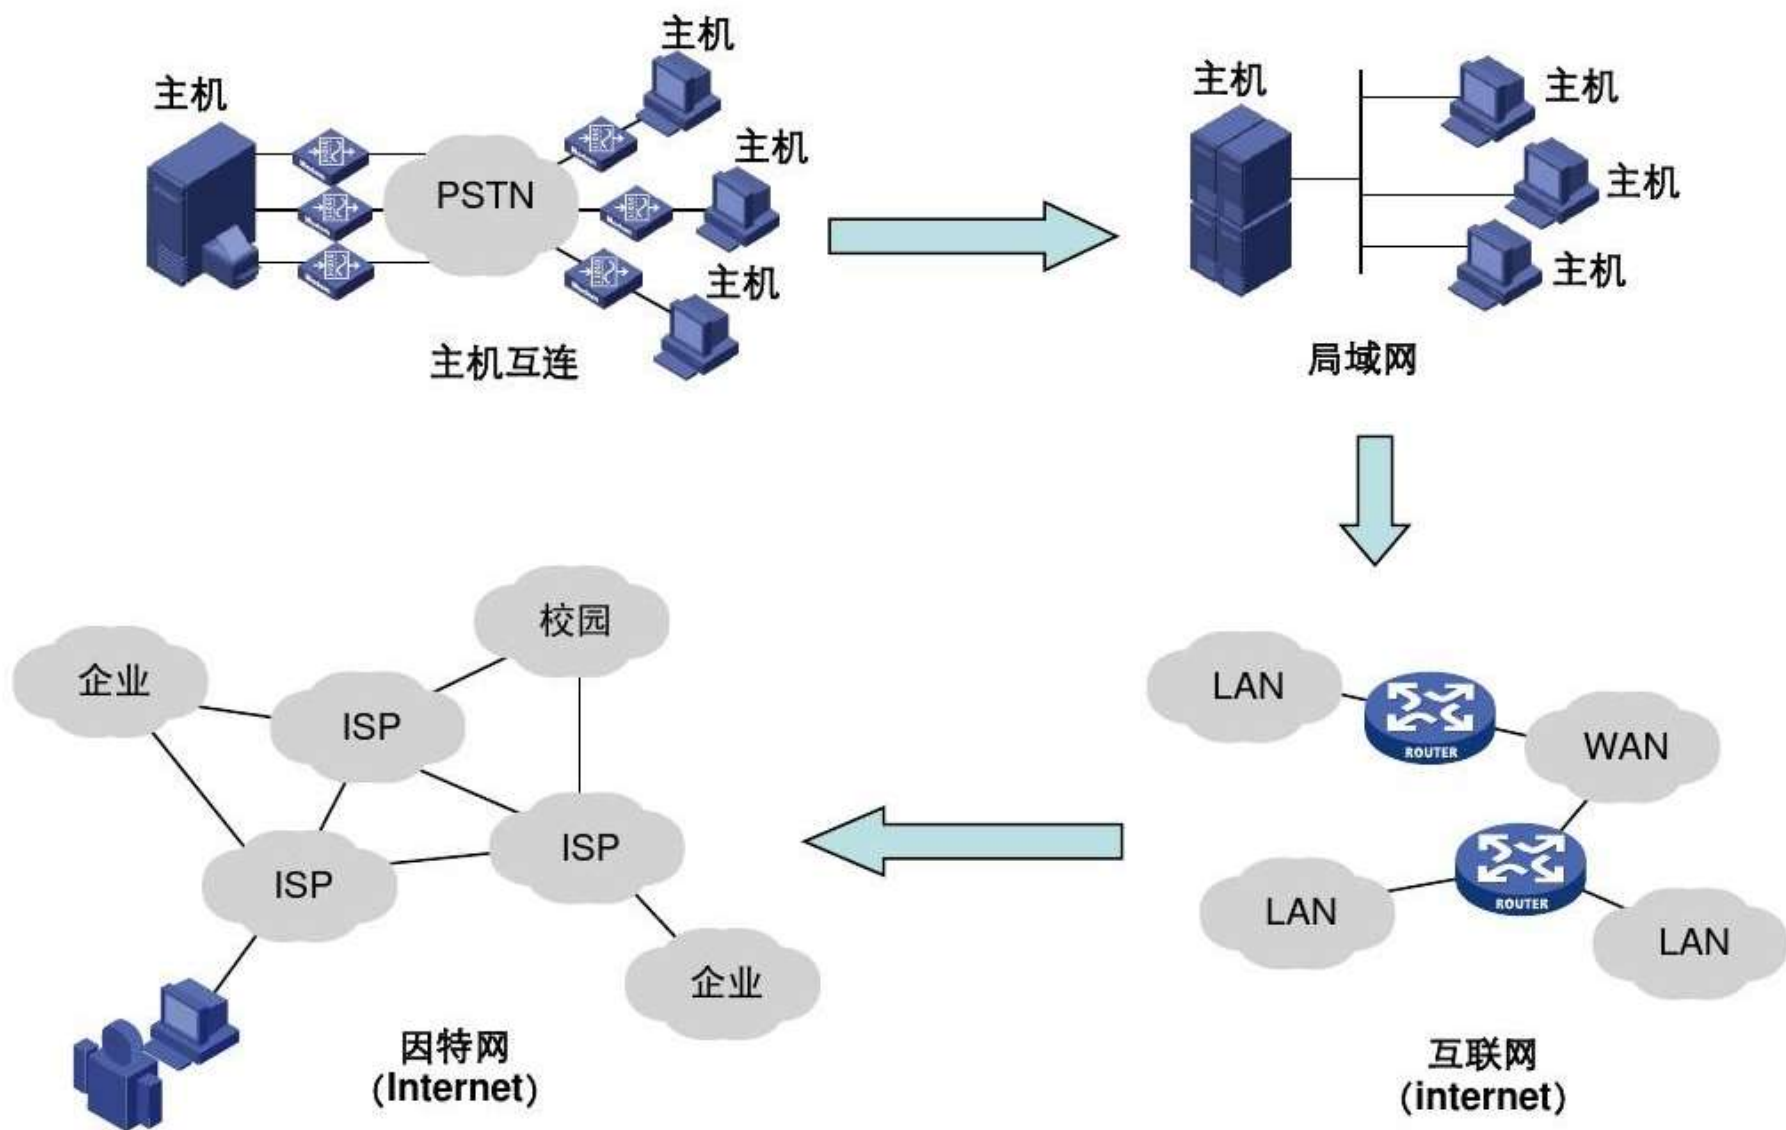 主机
主机
PSTN
主机
主机
主机互连
主机
主机
主机
主机
局域网
LAN
ROUTER
WAN
LAN
ROUTER
LAN
互联网
(internet)
校园
企业
ISP
ISP
ISP
企业
因特网
(Internet)